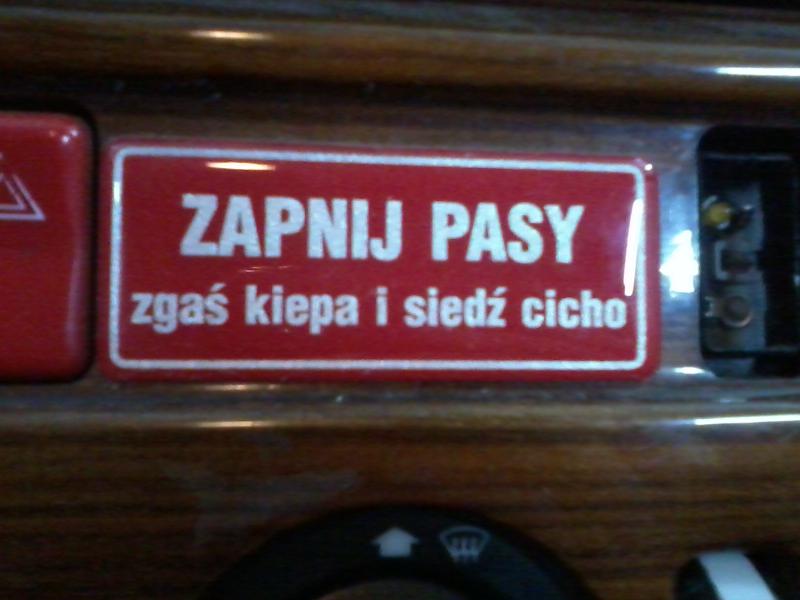 ZAPNIJ PASY
zgaś kiepa i siedź cicho